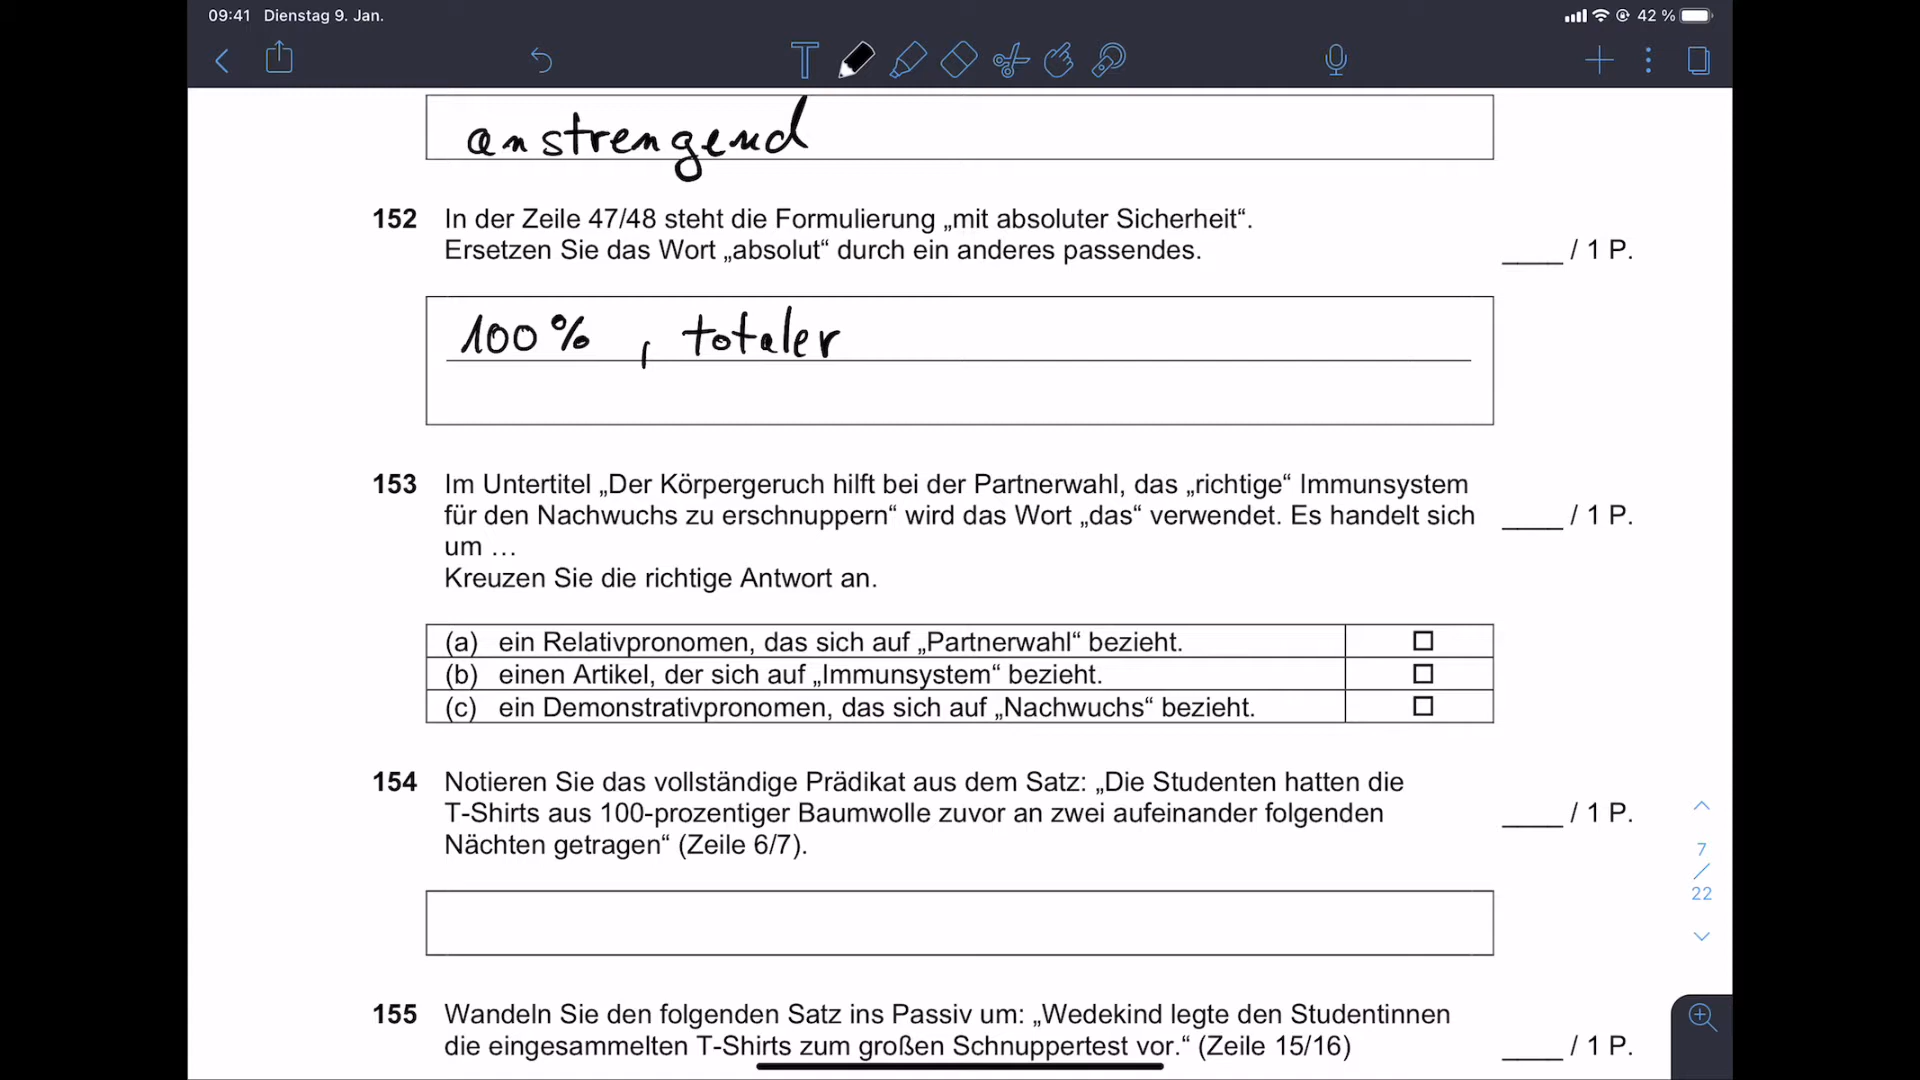 09:41 Dienstag 9. Jan. 42 %
anstrengend
152 In der Zeile 47/48 steht die Formulierung „mit absoluter Sicherheit“.
Ersetzen Sie das Wort „absolut“ durch ein anderes passendes. ____ / 1 P.
100% , totaler
153 Im Untertitel „Der Körpergeruch hilft bei der Partnerwahl, das „richtige“ Immunsystem
für den Nachwuchs zu erschnuppern“ wird das Wort „das“ verwendet. Es handelt sich ____ / 1 P.
um …
Kreuzen Sie die richtige Antwort an.
(a) ein Relativpronomen, das sich auf „Partnerwahl“ bezieht. ☐
(b) einen Artikel, der sich auf „Immunsystem“ bezieht. ☐
(c) ein Demonstrativpronomen, das sich auf „Nachwuchs“ bezieht. ☐
154 Notieren Sie das vollständige Prädikat aus dem Satz: „Die Studenten hatten die
T-Shirts aus 100-prozentiger Baumwolle zuvor an zwei aufeinander folgenden ____ / 1 P.
Nächten getragen“ (Zeile 6/7).
7
/
22
155 Wandeln Sie den folgenden Satz ins Passiv um: „Wedekind legte den Studentinnen
die eingesammelten T-Shirts zum großen Schnuppertest vor.“ (Zeile 15/16) ____ / 1 P.